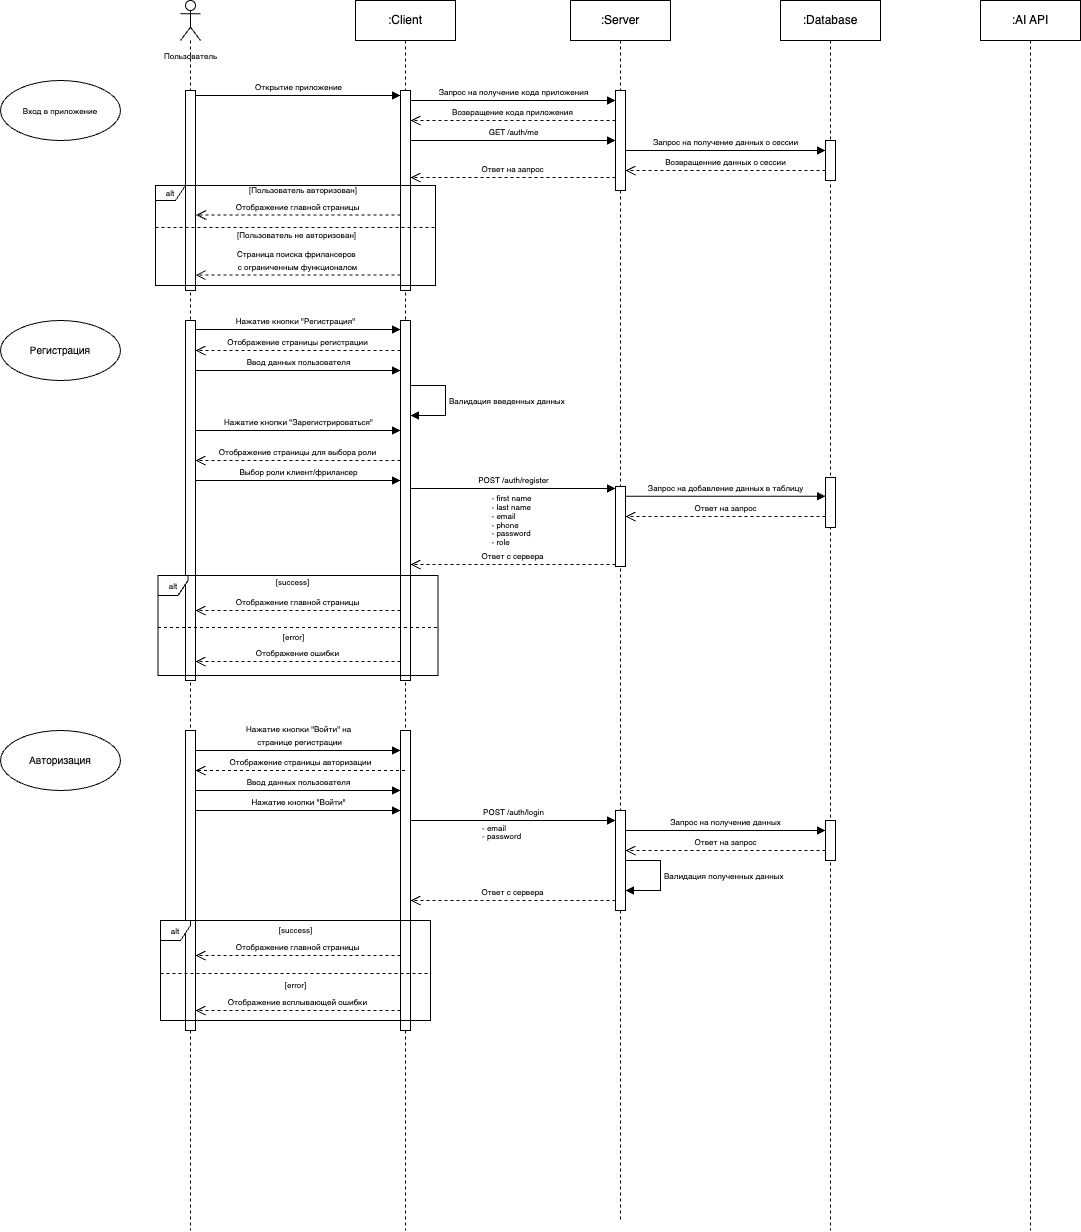 :Client
:Server
:Database
:AI API
Пользователь
Вход в приложение
Открытие приложение
Запрос на получение кода приложения
Возвращение кода приложения
GET /auth/me
Запрос на получение данных о сессии
Возвращенние данных о сессии
Ответ на запрос
alt
[Пользователь авторизован]
Отображение главной страницы
[Пользователь не авторизован]
Страница поиска фрилансеров
с ограниченным функционалом
Регистрация
Нажатие кнопки "Регистрация"
Отображение страницы регистрации
Ввод данных пользователя
Валидация введенных данных
Нажатие кнопки "Зарегистрироваться"
Отображение страницы для выбора роли
Выбор роли клиент/фрилансер
POST /auth/register
- first name
- last name
- email
- phone
- password
- role
Запрос на добавление данных в таблицу
Ответ на запрос
Ответ с сервера
alt
[success]
Отображение главной страницы
[error]
Отображение ошибки
Авторизация
Нажатие кнопки "Войти" на
странице регистрации
Отображение страницы авторизации
Ввод данных пользователя
Нажатие кнопки "Войти"
POST /auth/login
- email
- password
Запрос на получение данных
Ответ на запрос
Валидация полученных данных
Ответ с сервера
alt
[success]
Отображение главной страницы
[error]
Отображение всплывающей ошибки